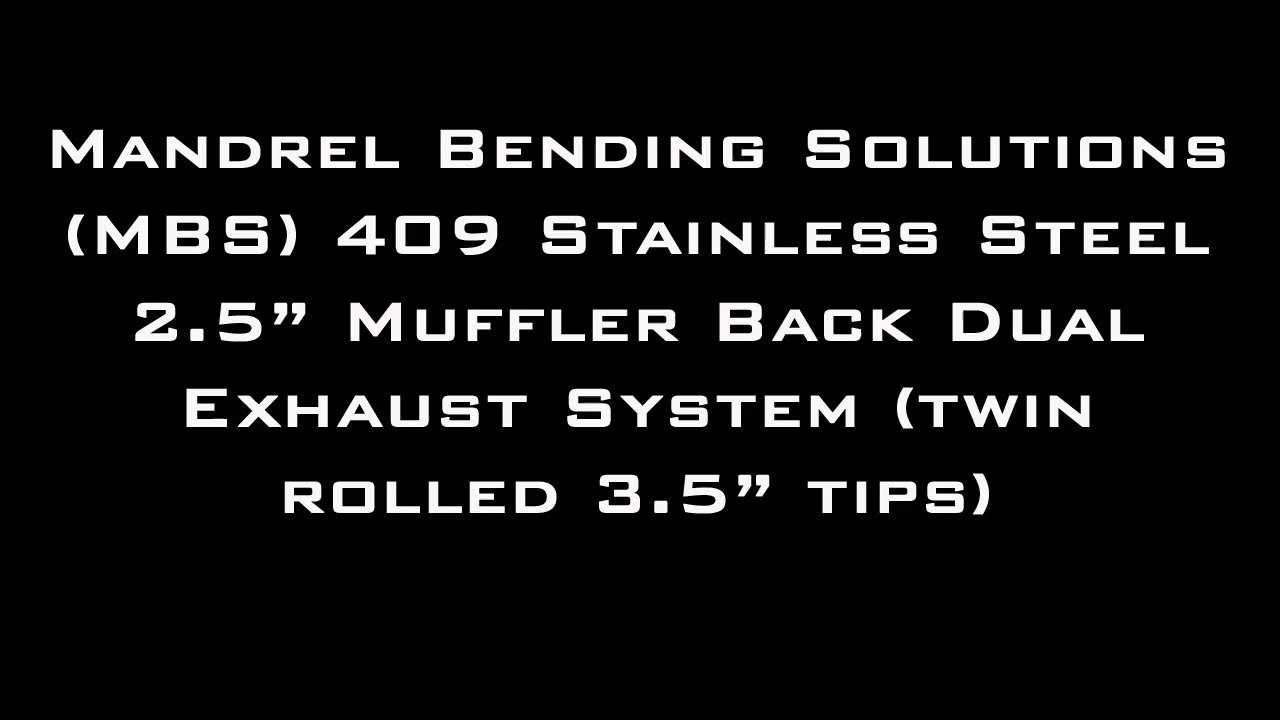 Mandrel Bending Solutions
(MBS) 409 Stainless Steel
2.5” Muffler Back Dual
Exhaust System (twin
rolled 3.5” tips)